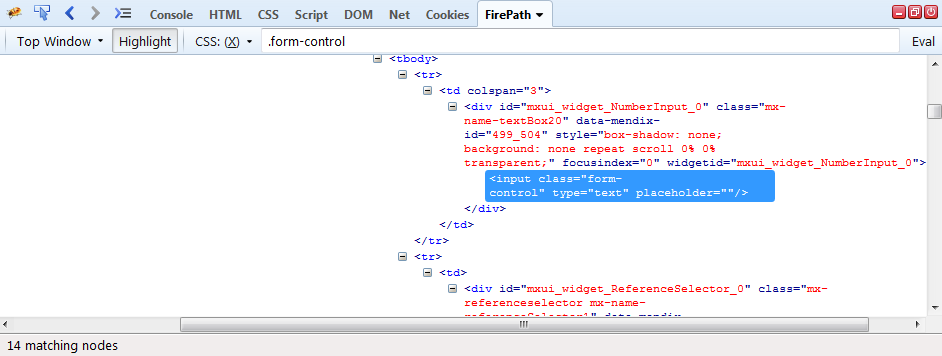 Console HTML CSS Script DOM Net Cookies FirePath
Top Window Highlight CSS: (X) .form-control Eval
<tbody>
<tr>
<td colspan="3">
<div id="mxui_widget_NumberInput_0" class="mx-
name-textBox20" data-mendix-
id="499_504" style="box-shadow: none;
background: none repeat scroll 0% 0%
transparent;" focusindex="0" widgetid="mxui_widget_NumberInput_0">
<input class="form-
control" type="text" placeholder=""/>
</div>
</td>
</tr>
<tr>
<td>
<div id="mxui_widget_ReferenceSelector_0" class="mx-
referenceselector mx-name-
referenceSelector1" data-mendix-
14 matching nodes